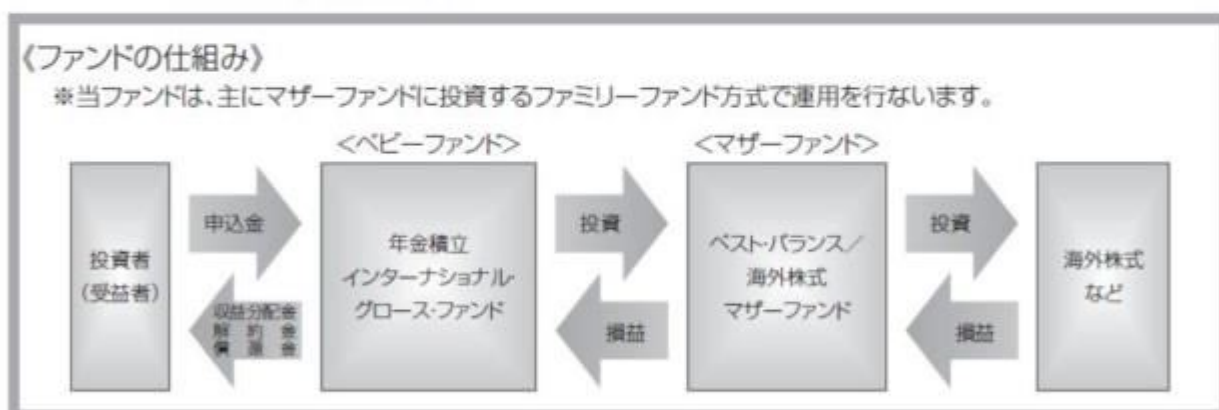 《ファンドの仕組み》
※当ファンドは、主にマザーファンドに投資するファミリーファンド方式で運用を行ないます。
<ベビーファンド>
<マザーファンド>
投資者
(受益者)
申込金
収益分配金
解約金
償還金
年金積立
インターナショナル・
グロース・ファンド
投資
損益
ベスト・バランス/
海外株式
マザーファンド
投資
損益
海外株式
など